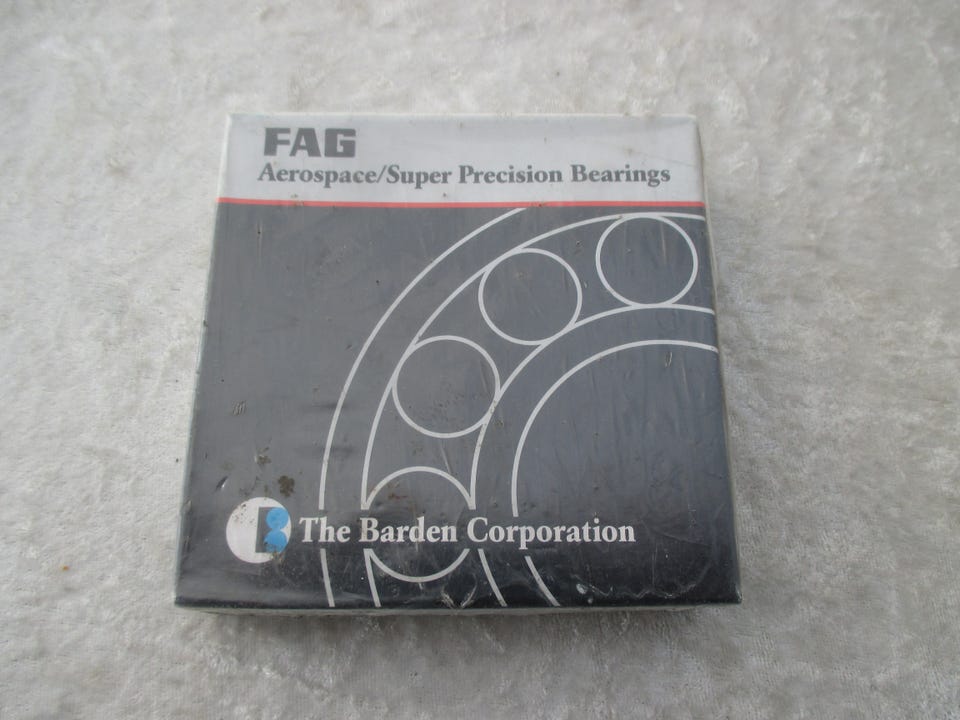 FAG
Aerospace/Super Precision Bearings
The Barden Corporation